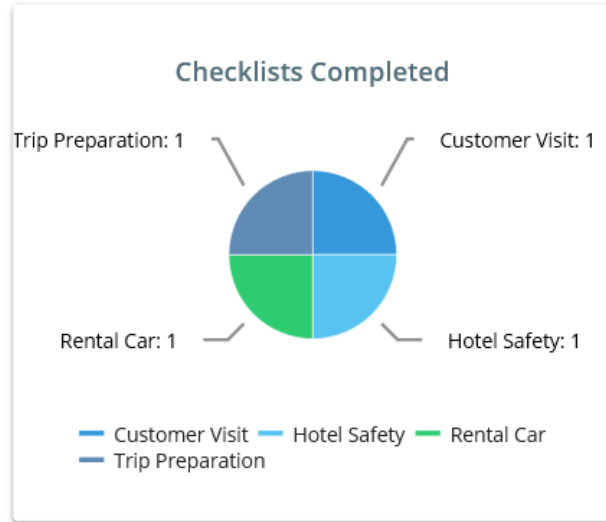 Checklists Completed
Trip Preparation: 1
Customer Visit: 1
Rental Car: 1
Hotel Safety: 1
Customer Visit
Hotel Safety
Rental Car
Trip Preparation